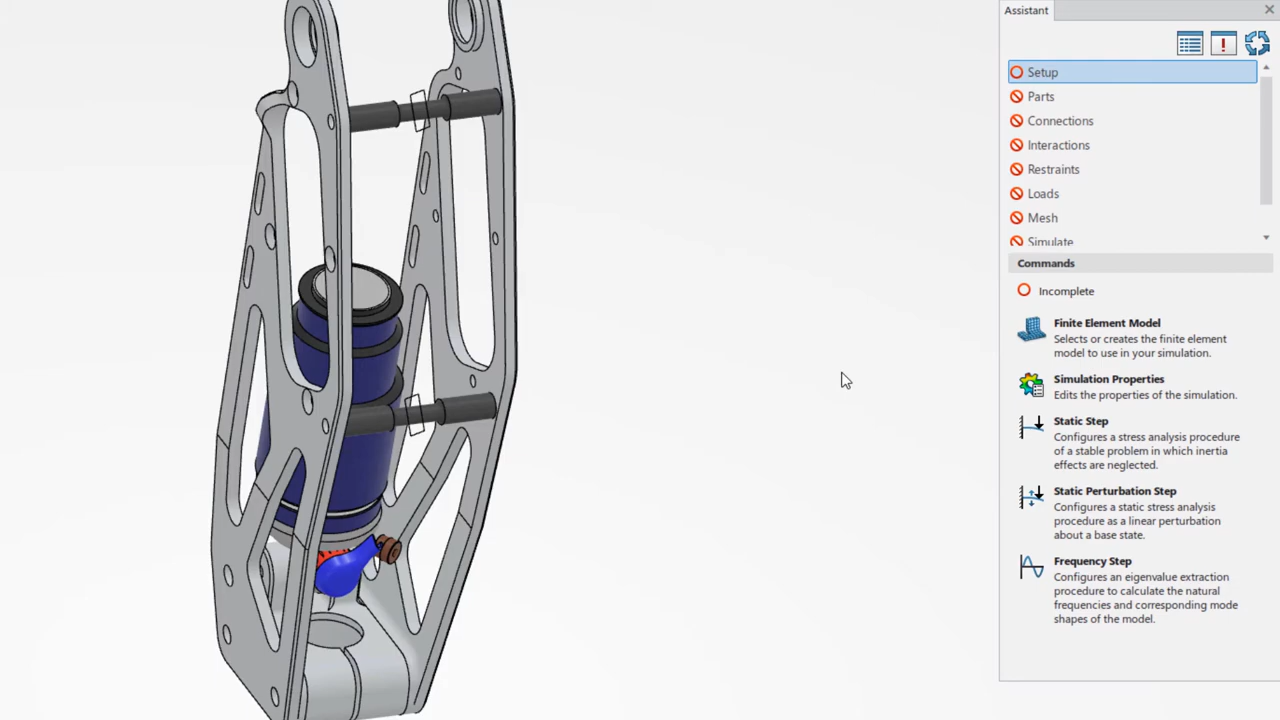 Assistant
Setup
Parts
Connections
Interactions
Restraints
Loads
Mesh
Simulate
Commands
Incomplete
Finite Element Model
Selects or creates the finite element
model to use in your simulation.
Simulation Properties
Edits the properties of the simulation.
Static Step
Configures a stress analysis procedure
of a stable problem in which inertia
effects are neglected.
Static Perturbation Step
Configures a static stress analysis
procedure as a linear perturbation
about a base state.
Frequency Step
Configures an eigenvalue extraction
procedure to calculate the natural
frequencies and corresponding mode
shapes of the model.